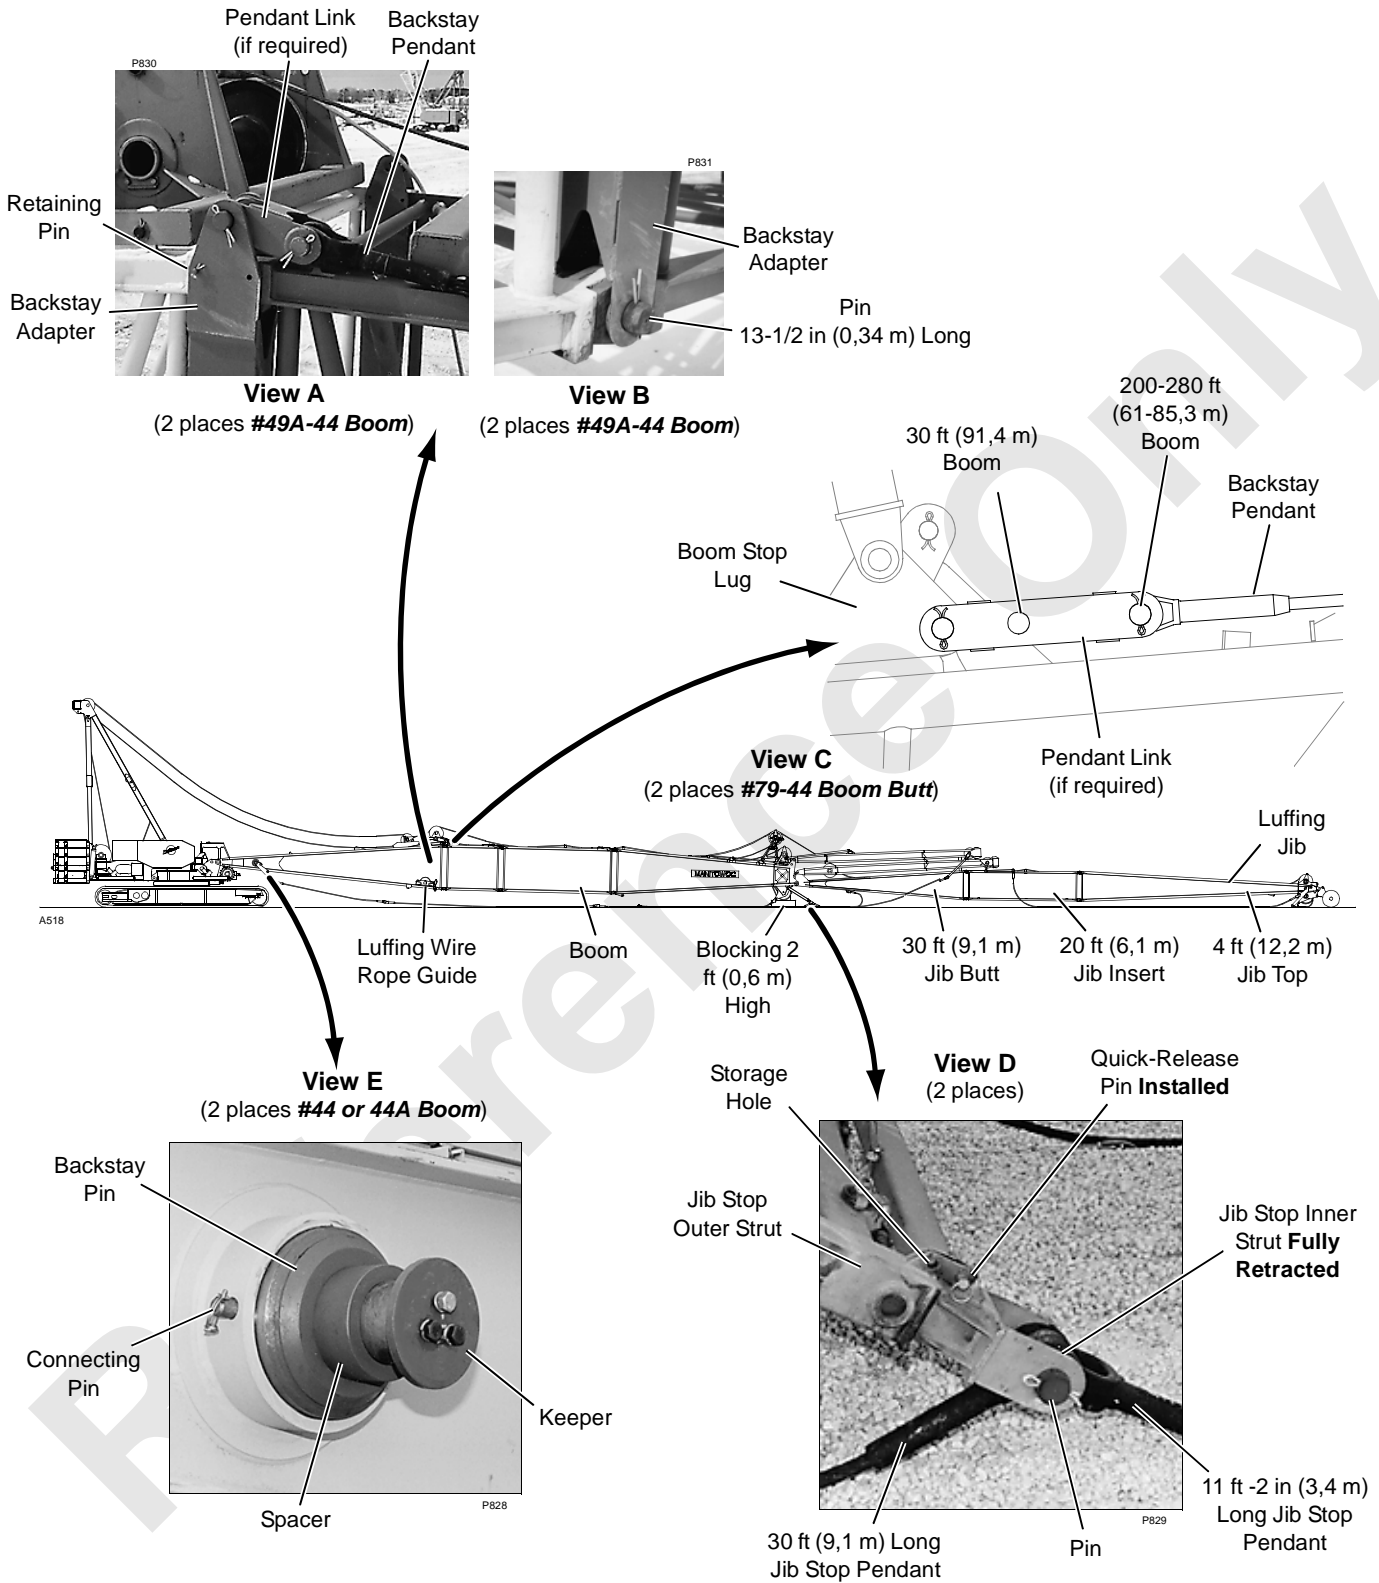 Pendant Link
(if required)
Backstay
Pendant
P830
P831
Retaining
Pin
Backstay
Adapter
Backstay
Adapter
Pin
13-1/2 in (0,34 m) Long
View A
(2 places #49A-44 Boom)
View B
(2 places #49A-44 Boom)
200-280 ft
(61-85,3 m)
Boom
30 ft (91,4 m)
Boom
Backstay
Pendant
Boom Stop
Lug
Pendant Link
(if required)
View C
(2 places #79-44 Boom Butt)
Luffing
Jib
MANITOWOC
A518
Luffing Wire
Rope Guide
Boom
Blocking 2
ft (0,6 m)
High
30 ft (9,1 m)
Jib Butt
20 ft (6,1 m)
Jib Insert
4 ft (12,2 m)
Jib Top
View E
(2 places #44 or 44A Boom)
View D
(2 places)
Storage
Hole
Quick-Release
Pin Installed
Backstay
Pin
Jib Stop
Outer Strut
Jib Stop Inner
Strut Fully
Retracted
Connecting
Pin
Keeper
Spacer
P828
P829
11 ft -2 in (3,4 m)
Long Jib Stop
Pendant
30 ft (9,1 m) Long
Jib Stop Pendant
Pin
Reference Only